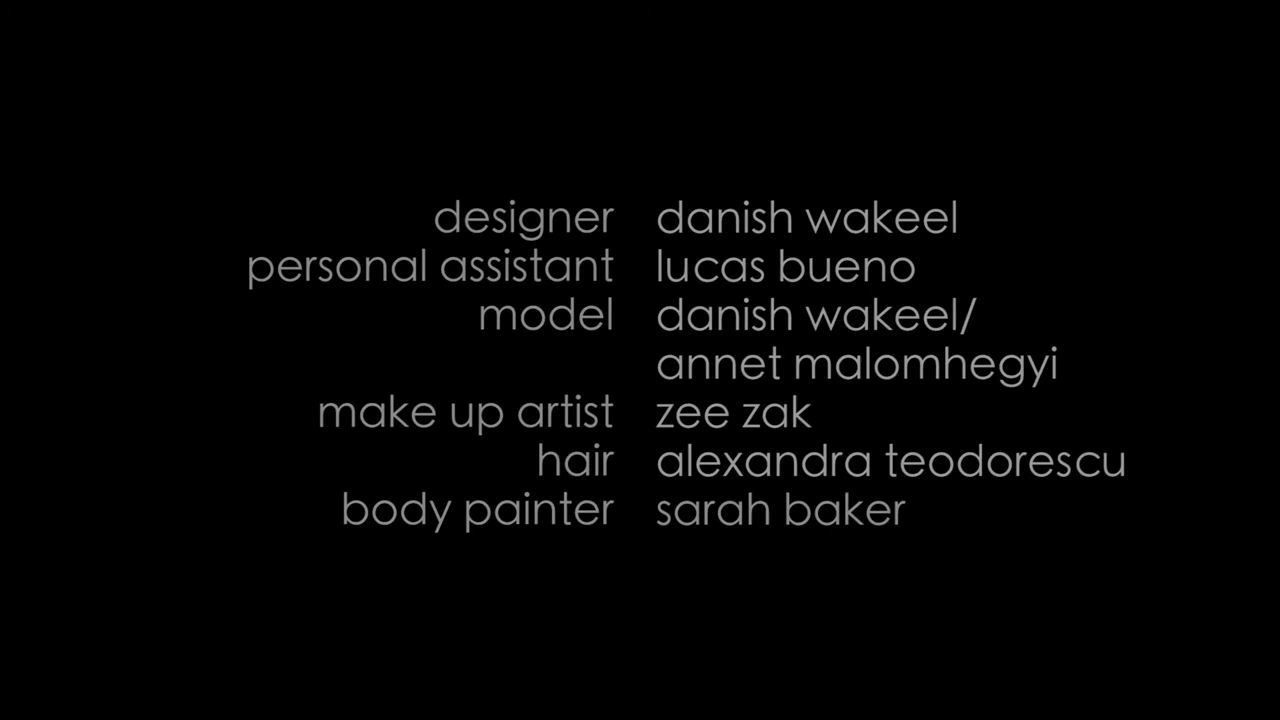 designer danish wakeel
personal assistant lucas bueno
model danish wakeel/
annet malomhegyi
make up artist zee zak
hair alexandra teodorescu
body painter sarah baker